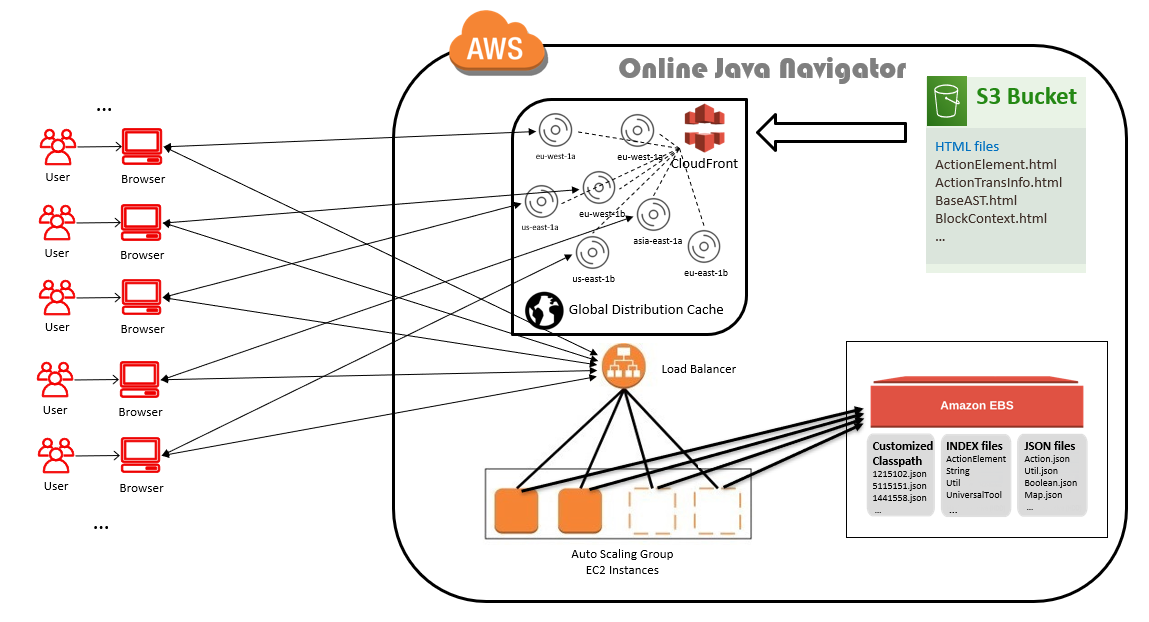 AWS
Online Java Navigator
S3 Bucket
HTML files
ActionElement.html
ActionTransInfo.html
BaseAST.html
BlockContext.html
...
...
User
Browser
User
Browser
User
Browser
User
Browser
User
Browser
...
eu-west-1a
eu-west-1a
CloudFront
us-east-1a
eu-west-1b
asia-east-1a
us-east-1b
eu-east-1b
Global Distribution Cache
Load Balancer
Auto Scaling Group
EC2 Instances
Amazon EBS
Customized
Classpath
1215102.json
5115151.json
1441558.json
...
INDEX files
ActionElement
String
Util
UniversalTool
...
JSON files
Action.json
Util.json
Boolean.json
Map.json
...